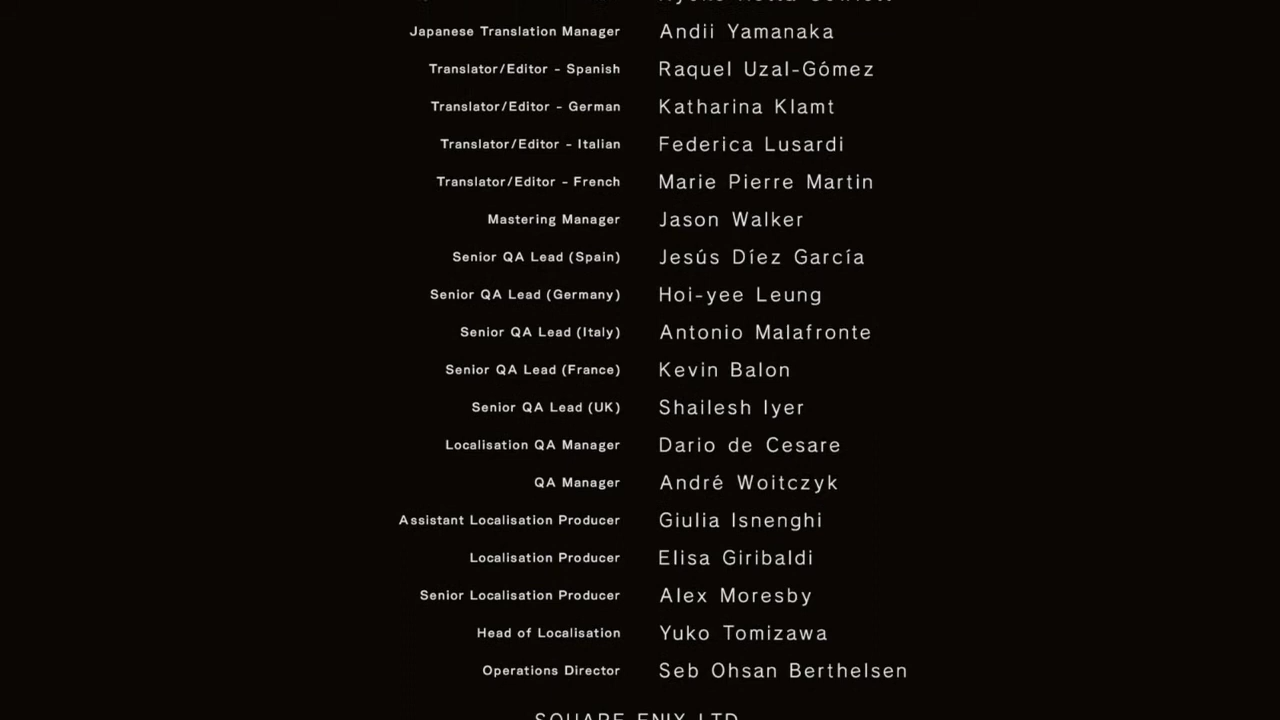 Japanese Translation Manager Andii Yamanaka
Translator/Editor - Spanish Raquel Uzal-Gómez
Translator/Editor - German Katharina Klamt
Translator/Editor - Italian Federica Lusardi
Translator/Editor - French Marie Pierre Martin
Mastering Manager Jason Walker
Senior QA Lead (Spain) Jesús Díez García
Senior QA Lead (Germany) Hoi-yee Leung
Senior QA Lead (Italy) Antonio Malafronte
Senior QA Lead (France) Kevin Balon
Senior QA Lead (UK) Shailesh Iyer
Localisation QA Manager Dario de Cesare
QA Manager André Woitczyk
Assistant Localisation Producer Giulia Isnenghi
Localisation Producer Elisa Giribaldi
Senior Localisation Producer Alex Moresby
Head of Localisation Yuko Tomizawa
Operations Director Seb Ohsan Berthelsen
SQUARE ENIX LTD